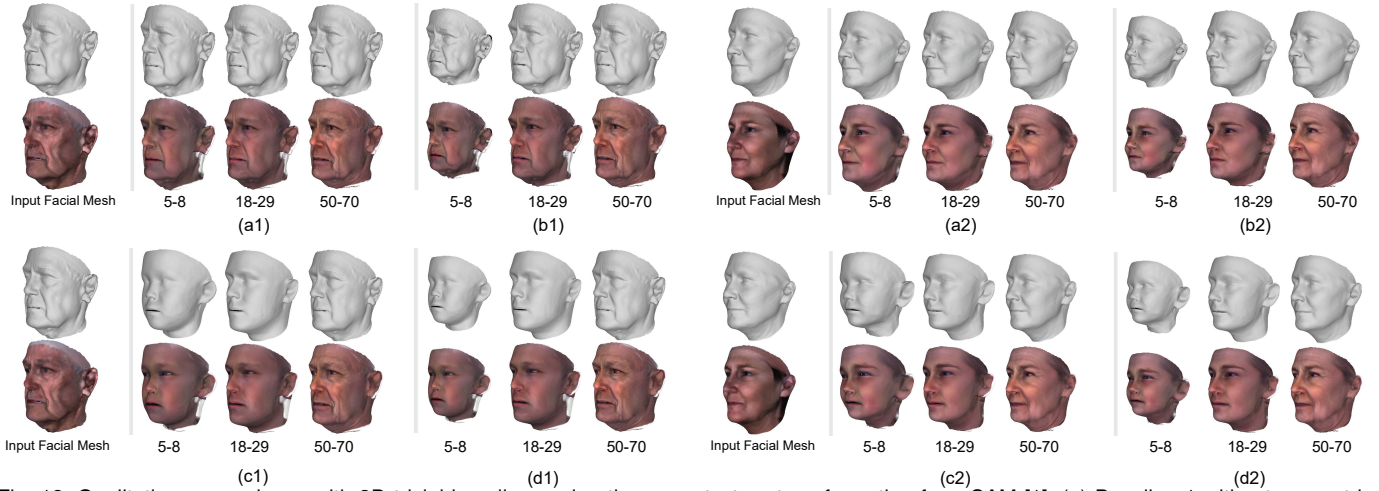 Input Facial Mesh 5-8 18-29 50-70 5-8 18-29 50-70 Input Facial Mesh 5-8 18-29 50-70 5-8 18-29 50-70
(a1) (b1) (a2) (b2)
Input Facial Mesh 5-8 18-29 50-70 5-8 18-29 50-70 Input Facial Mesh 5-8 18-29 50-70 5-8 18-29 50-70
(c1) (d1) (c2) (d2)